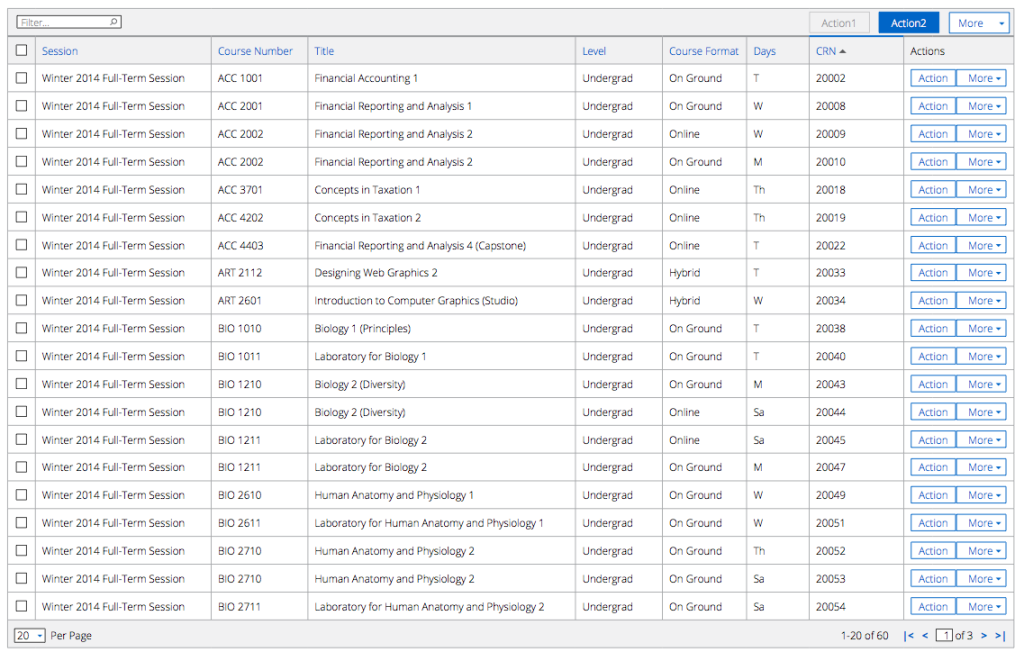 Filter... Action1 Action2 More
Session Course Number Title Level Course Format Days CRN Actions
Winter 2014 Full-Term Session ACC 1001 Financial Accounting 1 Undergrad On Ground T 20002 Action More
Winter 2014 Full-Term Session ACC 2001 Financial Reporting and Analysis 1 Undergrad On Ground W 20008 Action More
Winter 2014 Full-Term Session ACC 2002 Financial Reporting and Analysis 2 Undergrad Online W 20009 Action More
Winter 2014 Full-Term Session ACC 2002 Financial Reporting and Analysis 2 Undergrad On Ground M 20010 Action More
Winter 2014 Full-Term Session ACC 3701 Concepts in Taxation 1 Undergrad Online Th 20018 Action More
Winter 2014 Full-Term Session ACC 4202 Concepts in Taxation 2 Undergrad Online Th 20019 Action More
Winter 2014 Full-Term Session ACC 4403 Financial Reporting and Analysis 4 (Capstone) Undergrad Online T 20022 Action More
Winter 2014 Full-Term Session ART 2112 Designing Web Graphics 2 Undergrad Hybrid T 20033 Action More
Winter 2014 Full-Term Session ART 2601 Introduction to Computer Graphics (Studio) Undergrad Hybrid W 20034 Action More
Winter 2014 Full-Term Session BIO 1010 Biology 1 (Principles) Undergrad On Ground T 20038 Action More
Winter 2014 Full-Term Session BIO 1011 Laboratory for Biology 1 Undergrad On Ground T 20040 Action More
Winter 2014 Full-Term Session BIO 1210 Biology 2 (Diversity) Undergrad On Ground M 20043 Action More
Winter 2014 Full-Term Session BIO 1210 Biology 2 (Diversity) Undergrad Online Sa 20044 Action More
Winter 2014 Full-Term Session BIO 1211 Laboratory for Biology 2 Undergrad Online Sa 20045 Action More
Winter 2014 Full-Term Session BIO 1211 Laboratory for Biology 2 Undergrad On Ground M 20047 Action More
Winter 2014 Full-Term Session BIO 2610 Human Anatomy and Physiology 1 Undergrad On Ground W 20049 Action More
Winter 2014 Full-Term Session BIO 2611 Laboratory for Human Anatomy and Physiology 1 Undergrad On Ground W 20051 Action More
Winter 2014 Full-Term Session BIO 2710 Human Anatomy and Physiology 2 Undergrad On Ground Th 20052 Action More
Winter 2014 Full-Term Session BIO 2710 Human Anatomy and Physiology 2 Undergrad On Ground Sa 20053 Action More
Winter 2014 Full-Term Session BIO 2711 Laboratory for Human Anatomy and Physiology 2 Undergrad On Ground Sa 20054 Action More
20 Per Page 1-20 of 60 |< < 1 of 3 > >|